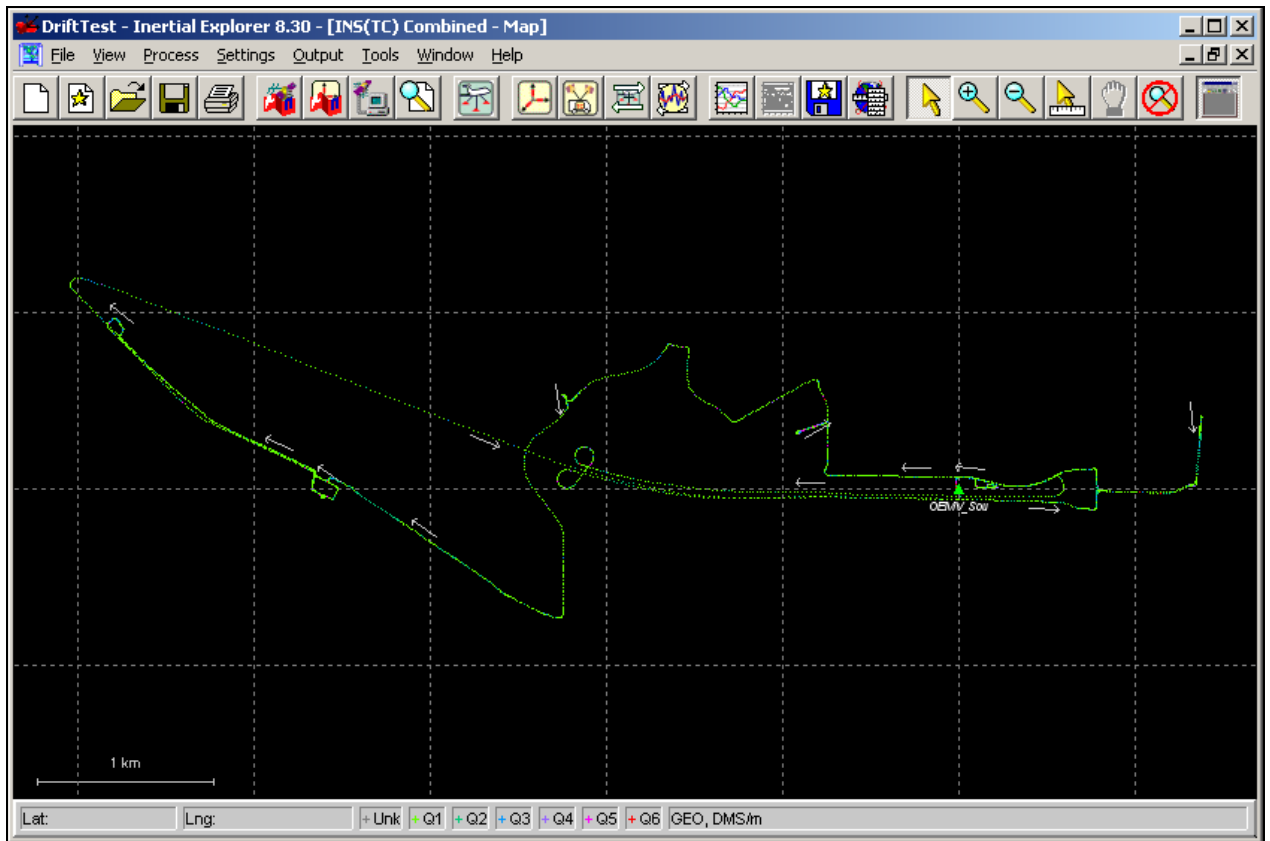 DriftTest - Inertial Explorer 8.30 - [INS(TC) Combined - Map]
File View Process Settings Output Tools Window Help
OEMV_Sou
1 km
Lat: Lng: + Unk + Q1 + Q2 + Q3 + Q4 + Q5 + Q6 GEO, DMS/m